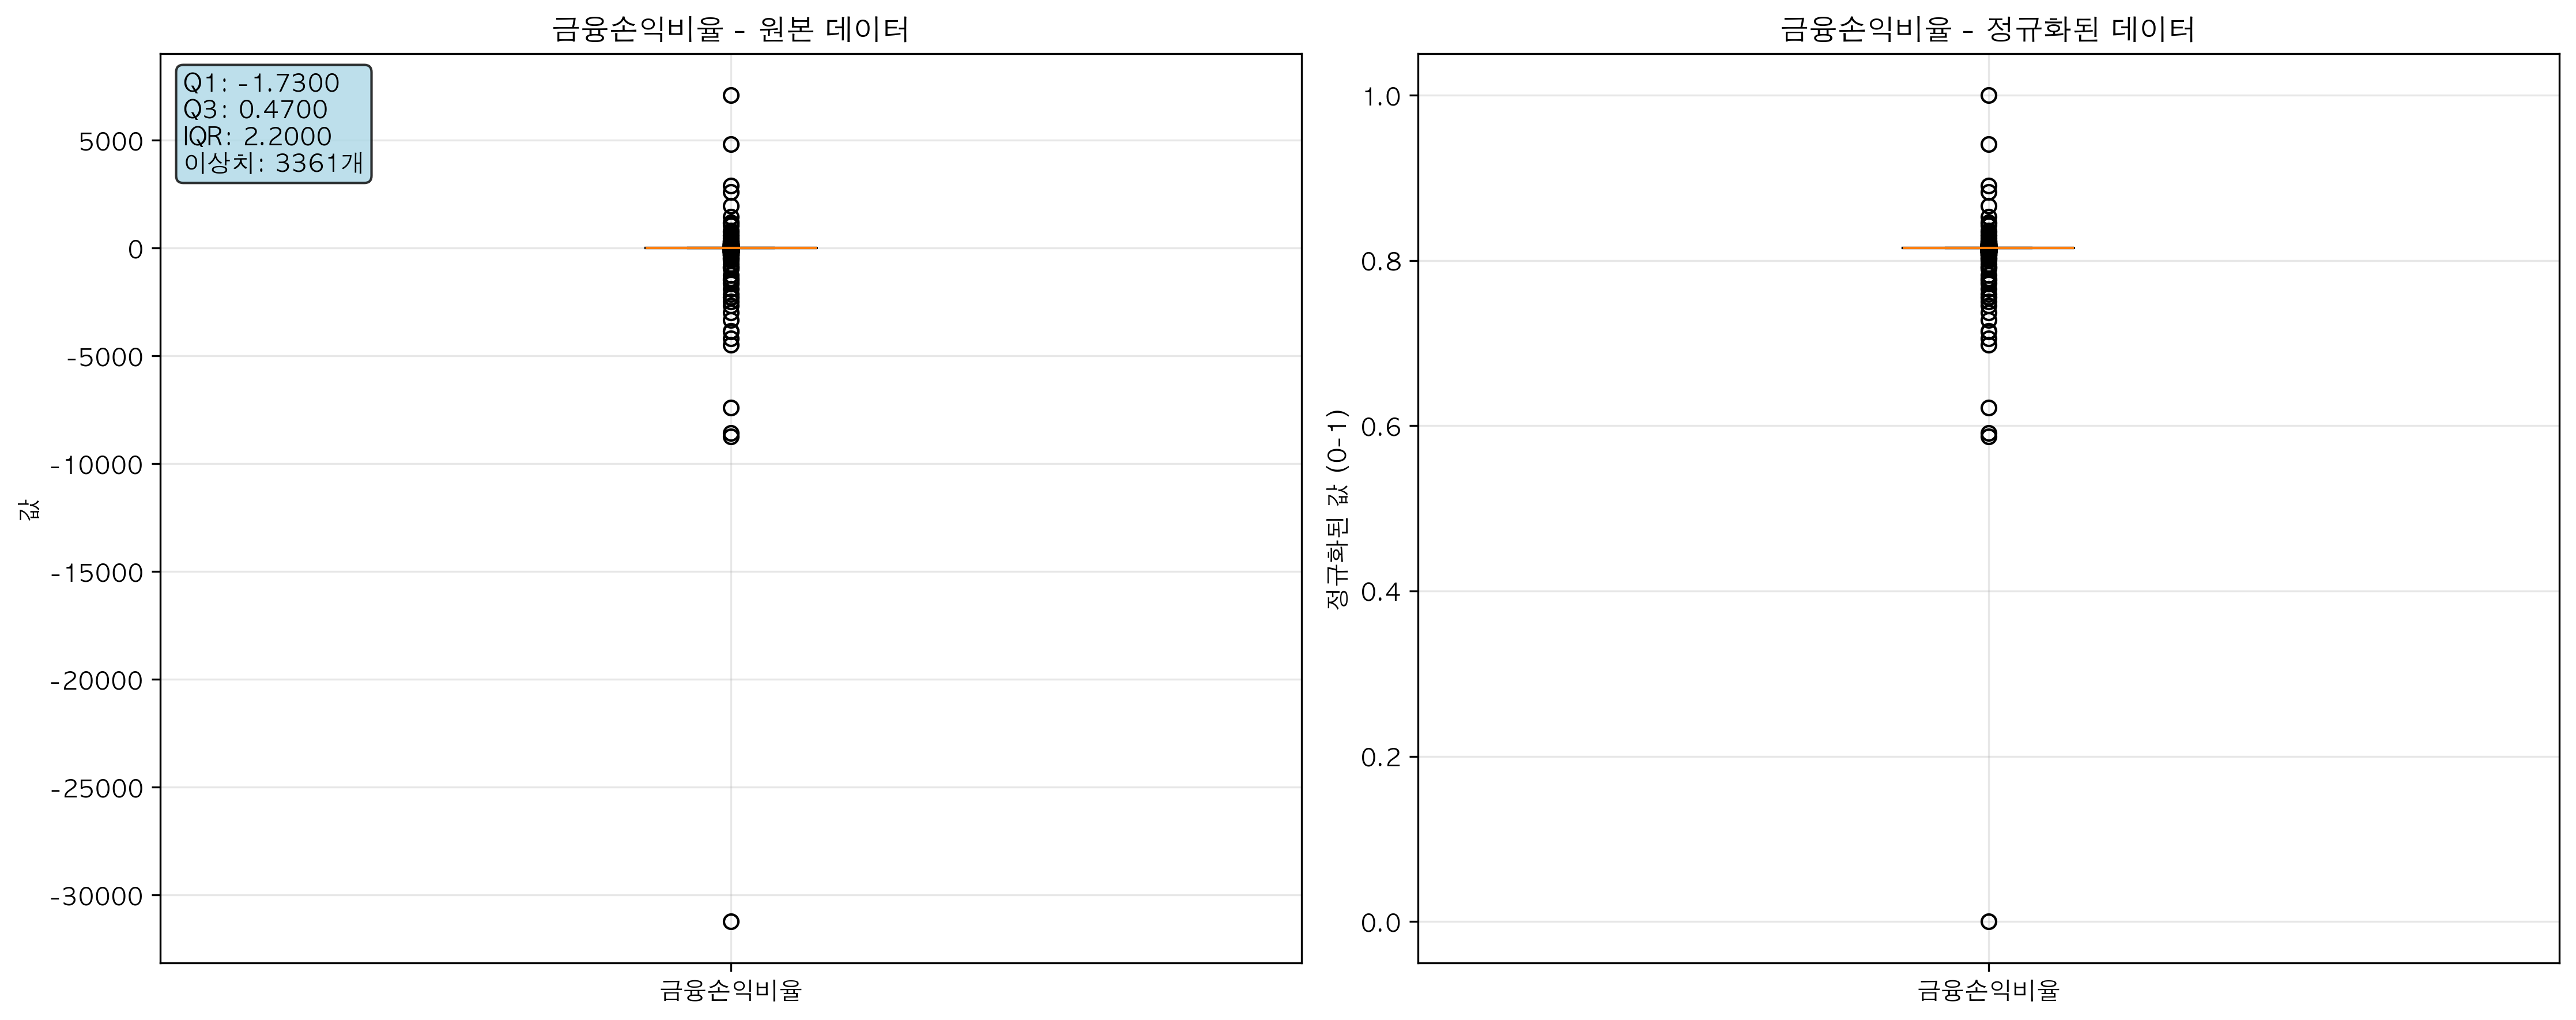 금융손익비율 - 원본 데이터
Q1: -1.7300
Q3: 0.4700
IQR: 2.2000
이상치: 3361개
값
5000
0
-5000
-10000
-15000
-20000
-25000
-30000
금융손익비율
금융손익비율 - 정규화된 데이터
정규화된 값 (0-1)
1.0
0.8
0.6
0.4
0.2
0.0
금융손익비율